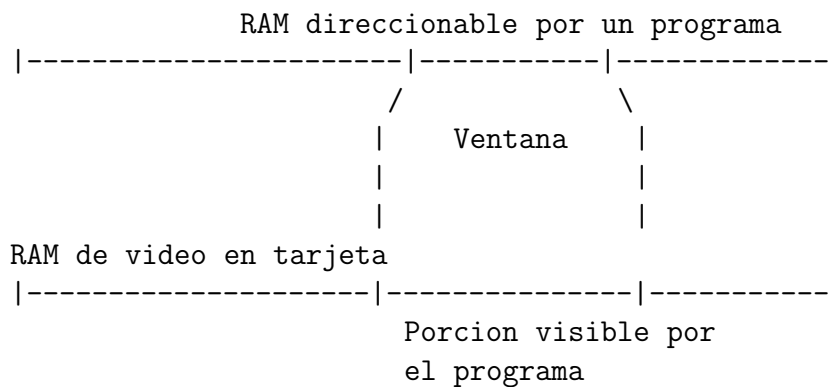 RAM direccionable por un programa
|-----------------------|-----------|-------------
/ \
| Ventana |
| |
| |
RAM de video en tarjeta
|---------------------|---------------|-----------
Porcion visible por
el programa